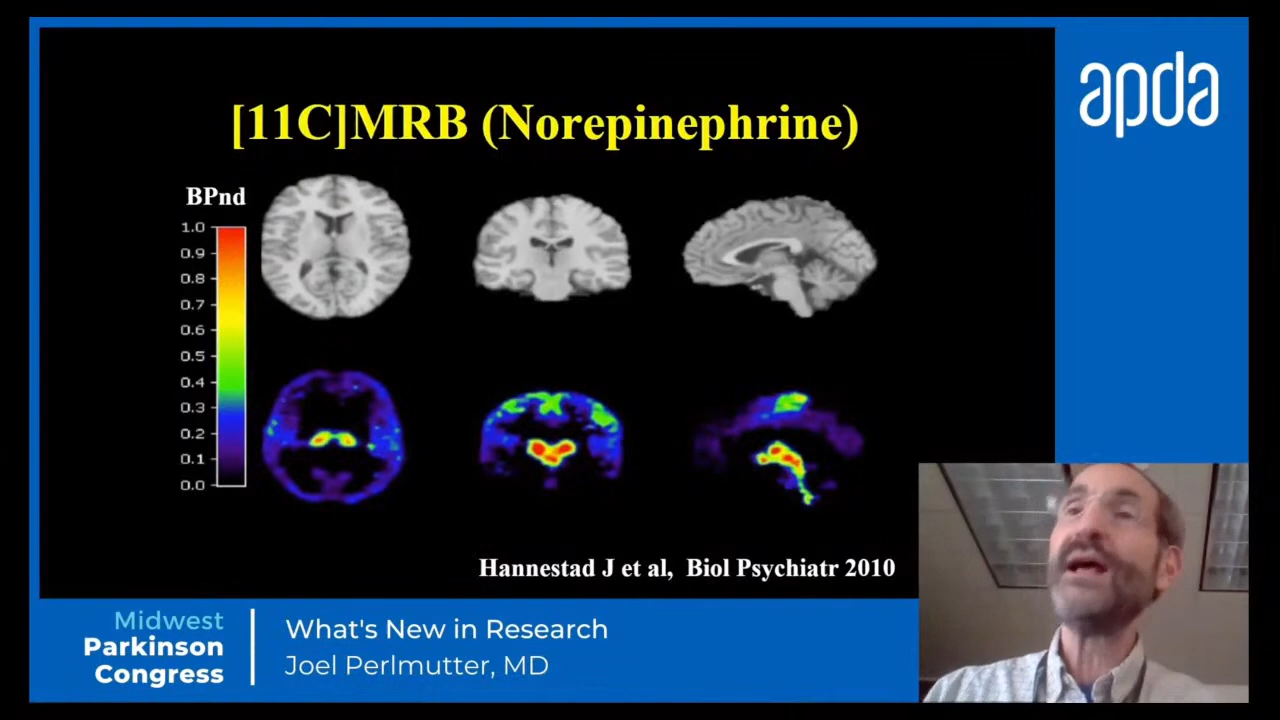 apda
[11C]MRB (Norepinephrine)
BPnd
1.0
0.9
0.8
0.7
0.6
0.5
0.4
0.3
0.2
0.1
0.0
Hannestad J et al, Biol Psychiatr 2010
Midwest
Parkinson
Congress
What's New in Research
Joel Perlmutter, MD